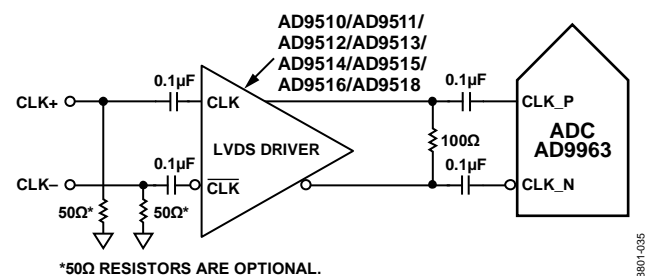 AD9510/AD9511/
AD9512/AD9513/
AD9514/AD9515/
AD9516/AD9518
0.1µF
0.1µF
CLK+
CLK
CLK_P
ADC
AD9963
LVDS DRIVER
100Ω
0.1µF
0.1µF
CLK–
CLK
CLK_N
50Ω*
50Ω*
*50Ω RESISTORS ARE OPTIONAL.
8801-035